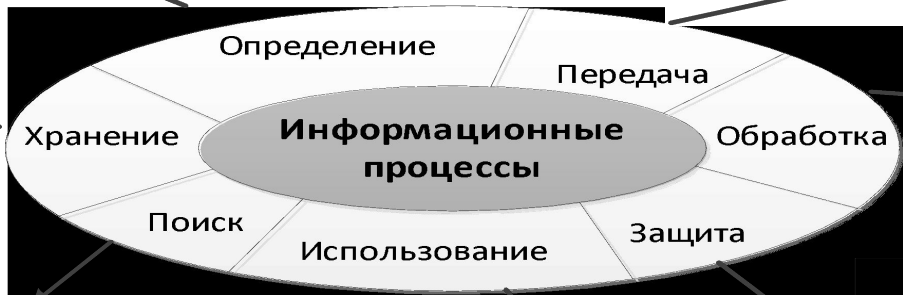 Определение
Передача
Хранение
Информационные
процессы
Обработка
Поиск
Использование
Защита